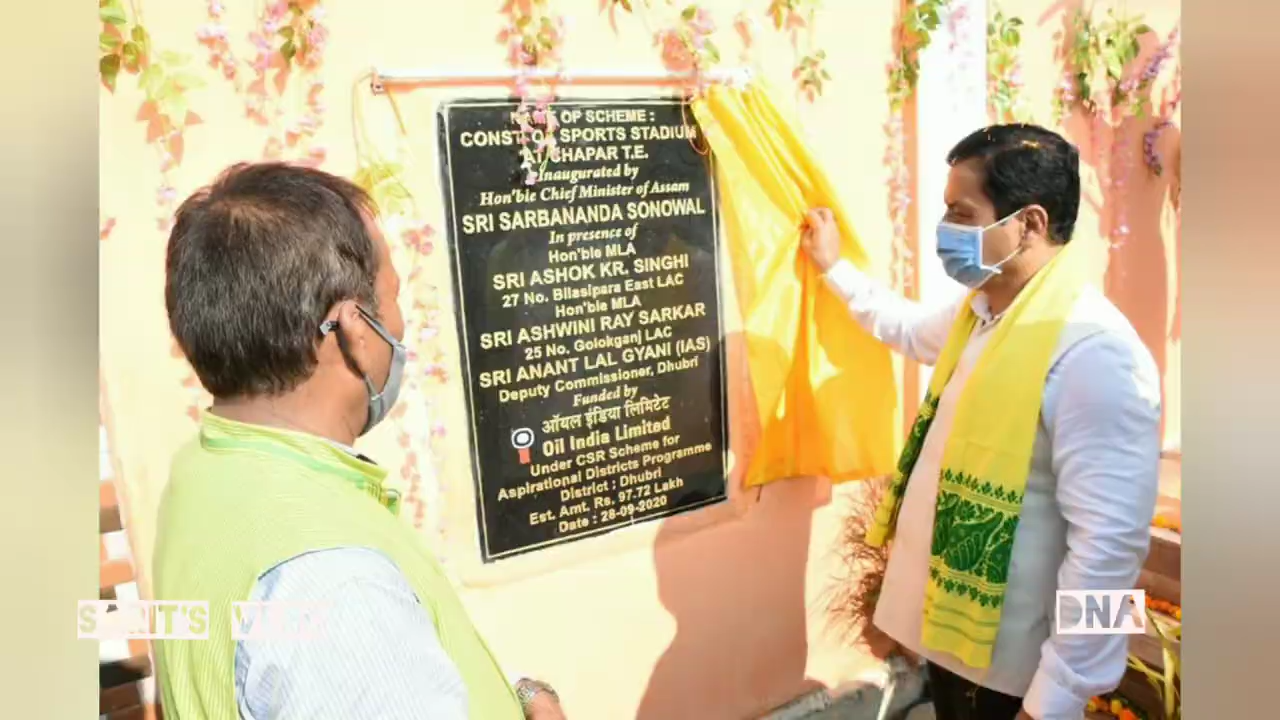 NAME OF SCHEME :
CONST. OF SPORTS STADIUM
AT CHAPAR T.E.
Inaugurated by
Hon'ble Chief Minister of Assam
SRI SARBANANDA SONOWAL
In presence of
Hon'ble MLA
SRI ASHOK KR. SINGHI
27 No. Bilasipara East LAC
Hon'ble MLA
SRI ASHWINI RAY SARKAR
25 No. Golokganj LAC
SRI ANANT LAL GYANI (IAS)
Deputy Commissioner, Dhubri
Funded by
ऑयल इंडिया लिमिटेड
Oil India Limited
Under CSR Scheme for
Aspirational Districts Programme
District : Dhubri
Est. Amt. Rs. 97.72 Lakh
Date : 28-09-2020
DNA